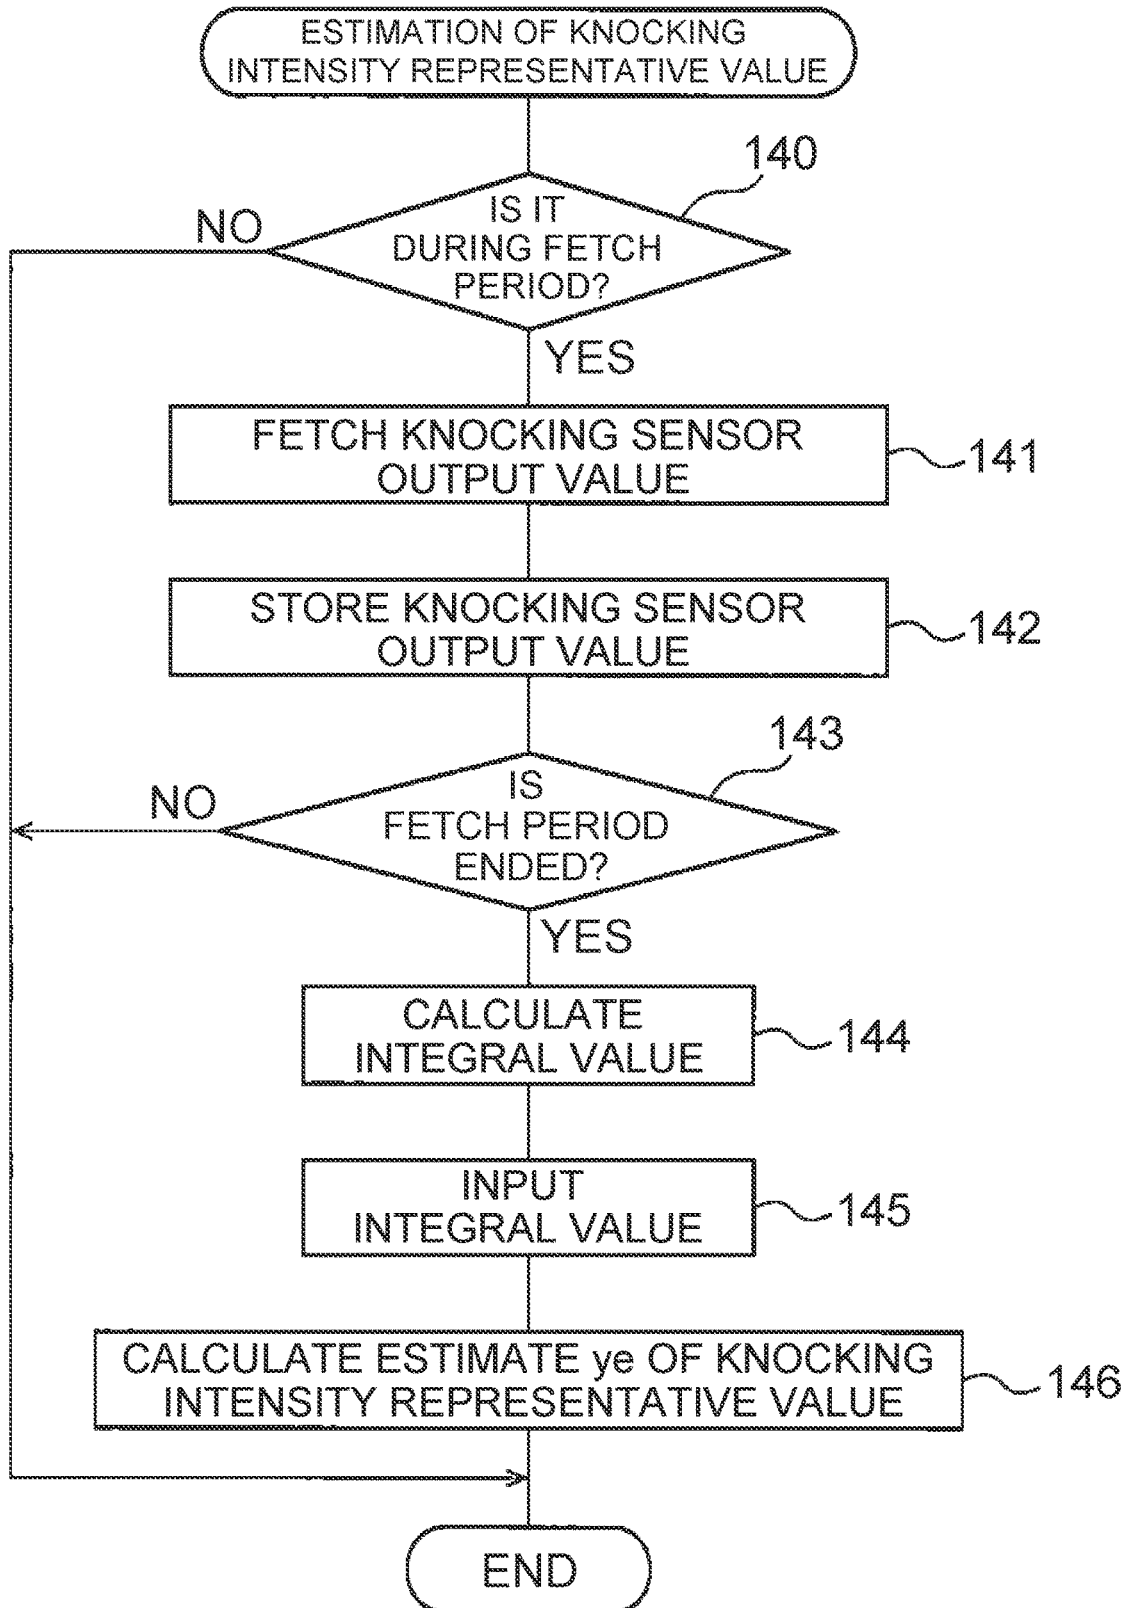 ESTIMATION OF KNOCKING
INTENSITY REPRESENTATIVE VALUE
140
NO
IS IT
DURING FETCH
PERIOD?
YES
FETCH KNOCKING SENSOR
OUTPUT VALUE
141
STORE KNOCKING SENSOR
OUTPUT VALUE
142
143
NO
IS
FETCH PERIOD
ENDED?
YES
CALCULATE
INTEGRAL VALUE
144
INPUT
INTEGRAL VALUE
145
CALCULATE ESTIMATE ye OF KNOCKING
INTENSITY REPRESENTATIVE VALUE
146
END